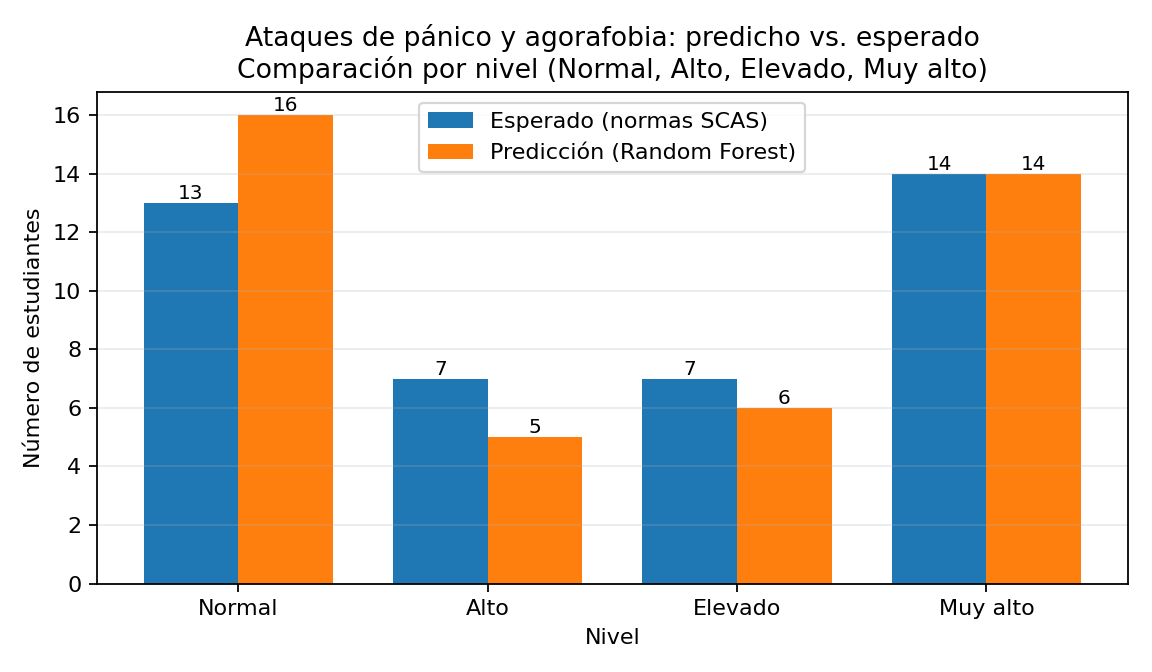 Ataques de pánico y agorafobia: predicho vs. esperado
Comparación por nivel (Normal, Alto, Elevado, Muy alto)
Esperado (normas SCAS)
Predicción (Random Forest)
Número de estudiantes
16
14
12
10
8
6
4
2
0
13
16
7
5
7
6
14
14
Normal
Alto
Elevado
Muy alto
Nivel